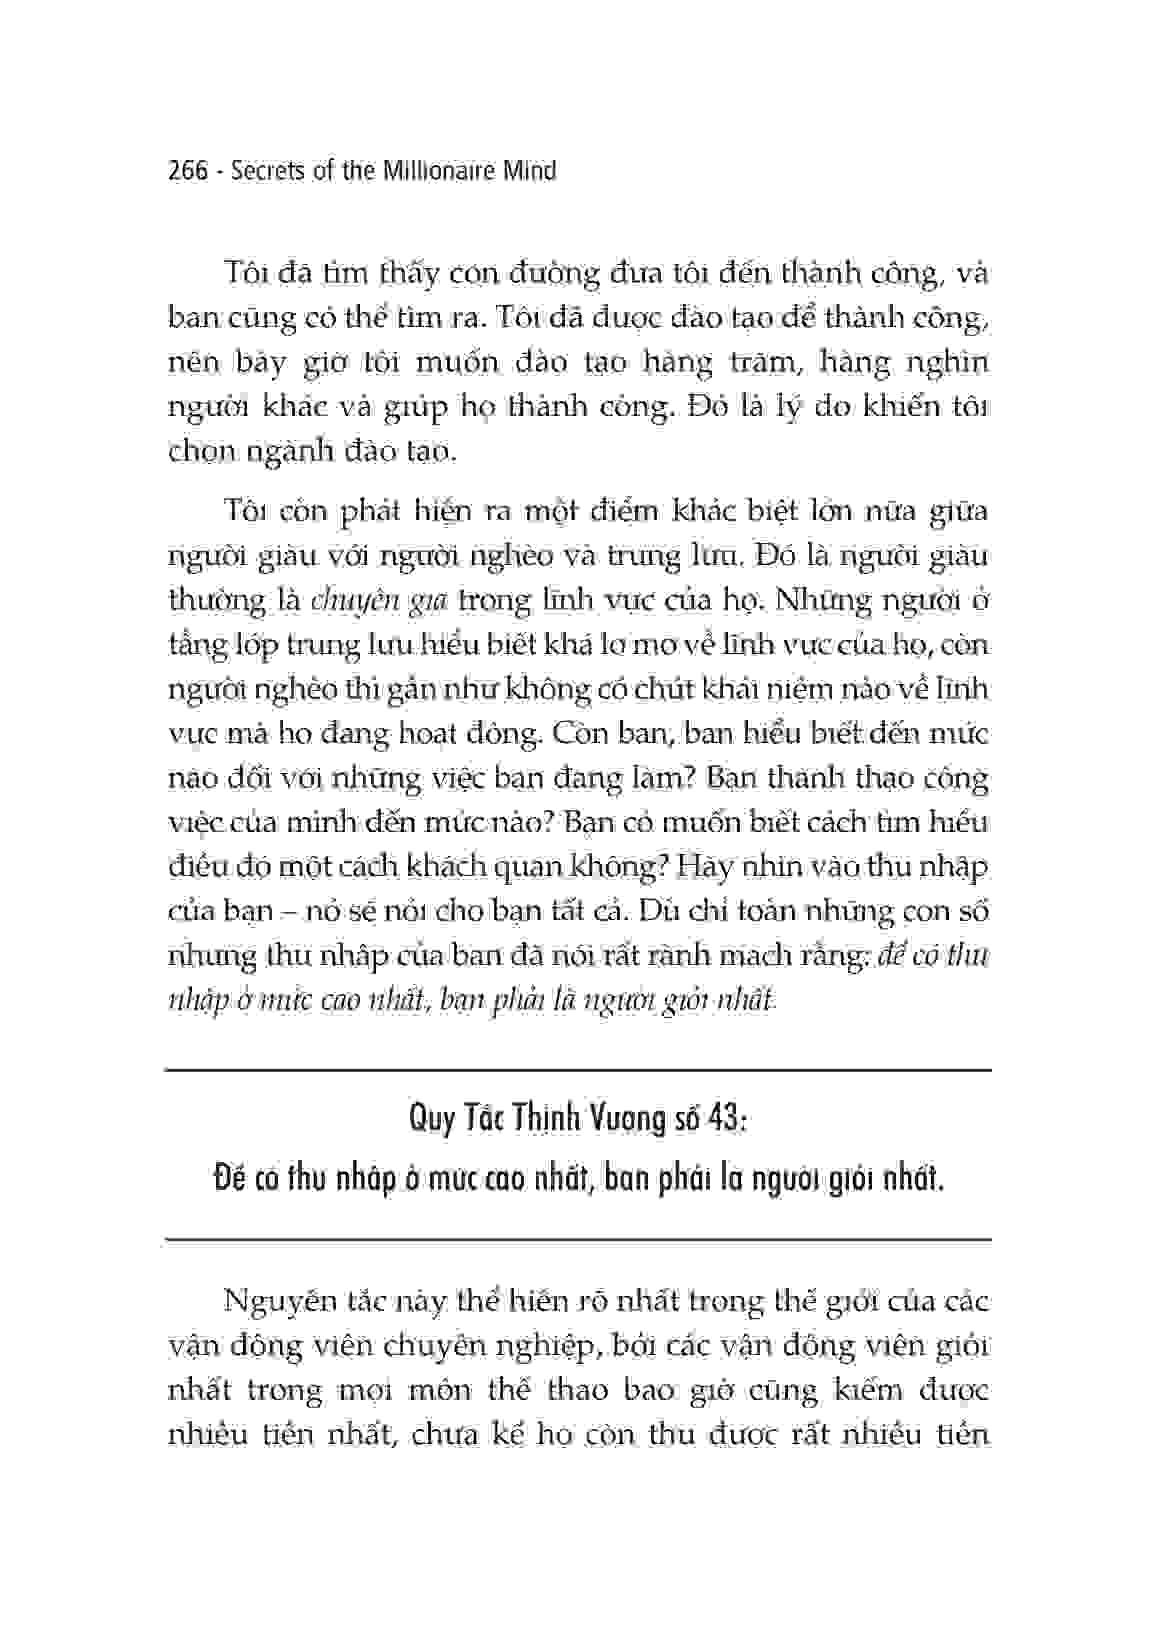 266 - Secrets of the Millionaire Mind
Tôi đã tìm thấy con đường đưa tôi đến thành công, và
bạn cũng có thể tìm ra. Tôi đã được đào tạo để thành công,
nên bây giờ tôi muốn đào tạo hàng trăm, hàng nghìn
người khác và giúp họ thành công. Đó là lý do khiến tôi
chọn ngành đào tạo.
Tôi còn phát hiện ra một điểm khác biệt lớn nữa giữa
người giàu với người nghèo và trung lưu. Đó là người giàu
thường là chuyên gia trong lĩnh vực của họ. Những người ở
tầng lớp trung lưu hiểu biết khá lơ mơ về lĩnh vực của họ, còn
người nghèo thì gần như không có chút khái niệm nào về lĩnh
vực mà họ đang hoạt động. Còn bạn, bạn hiểu biết đến mức
nào đối với những việc bạn đang làm? Bạn thành thạo công
việc của mình đến mức nào? Bạn có muốn biết cách tìm hiểu
điều đó một cách khách quan không? Hãy nhìn vào thu nhập
của bạn – nó sẽ nói cho bạn tất cả. Dù chỉ toàn những con số
nhưng thu nhập của bạn đã nói rất rành mạch rằng: để có thu
nhập ở mức cao nhất, bạn phải là người giỏi nhất.
Quy Tắc Thịnh Vượng số 43:
Để có thu nhập ở mức cao nhất, bạn phải là người giỏi nhất.
Nguyên tắc này thể hiện rõ nhất trong thế giới của các
vận động viên chuyên nghiệp, bởi các vận động viên giỏi
nhất trong mọi môn thể thao bao giờ cũng kiếm được
nhiều tiền nhất, chưa kể họ còn thu được rất nhiều tiền